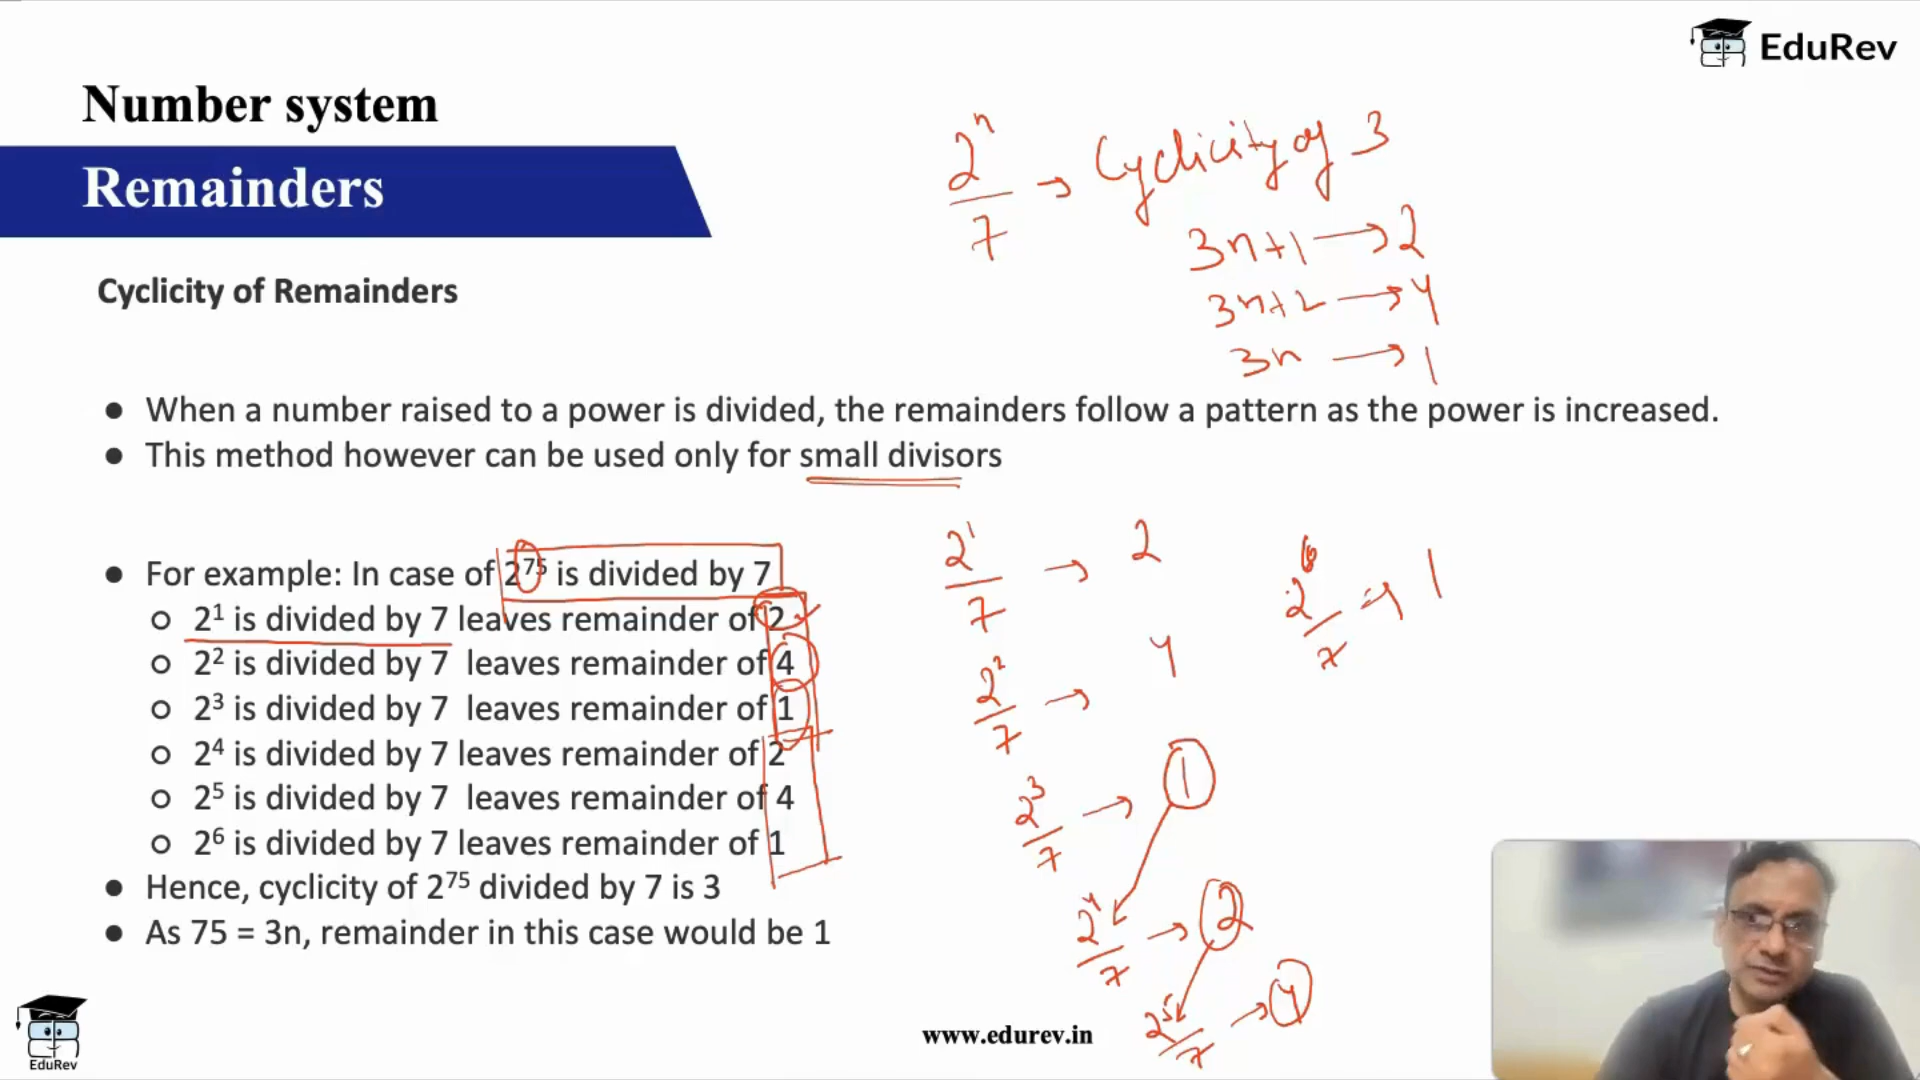 EduRev
Number system
Remainders
2ⁿ/7 → Cyclicity of 3
3n+1 → 2
3n+2 → 4
3n → 1
Cyclicity of Remainders
● When a number raised to a power is divided, the remainders follow a pattern as the power is increased.
● This method however can be used only for small divisors
● For example: In case of 2⁷⁵ is divided by 7
○ 2¹ is divided by 7 leaves remainder of 2
○ 2² is divided by 7 leaves remainder of 4
○ 2³ is divided by 7 leaves remainder of 1
○ 2⁴ is divided by 7 leaves remainder of 2
○ 2⁵ is divided by 7 leaves remainder of 4
○ 2⁶ is divided by 7 leaves remainder of 1
● Hence, cyclicity of 2⁷⁵ divided by 7 is 3
● As 75 = 3n, remainder in this case would be 1
2¹/7 → 2
2²/7 → 4
2³/7 → 1
2⁴/7 → 2
2⁵/7 → 4
2⁶/7 → 1
EduRev
www.edurev.in